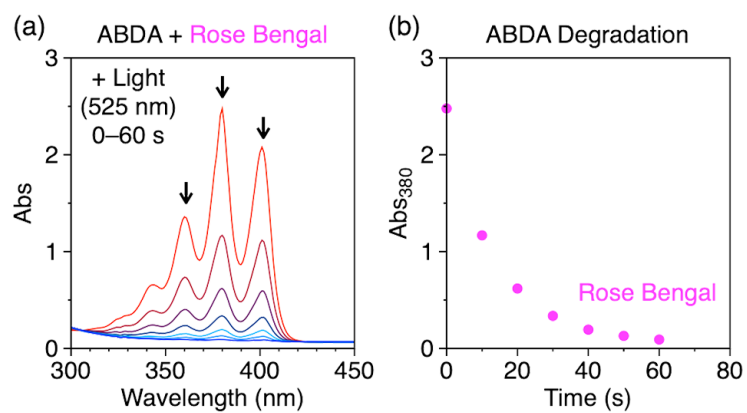 (a)
ABDA + Rose Bengal
+ Light
(525 nm)
0–60 s
Abs
3
2
1
0
300
350
400
450
Wavelength (nm)
(b)
ABDA Degradation
Abs380
3
2
1
0
Rose Bengal
0
20
40
60
80
Time (s)